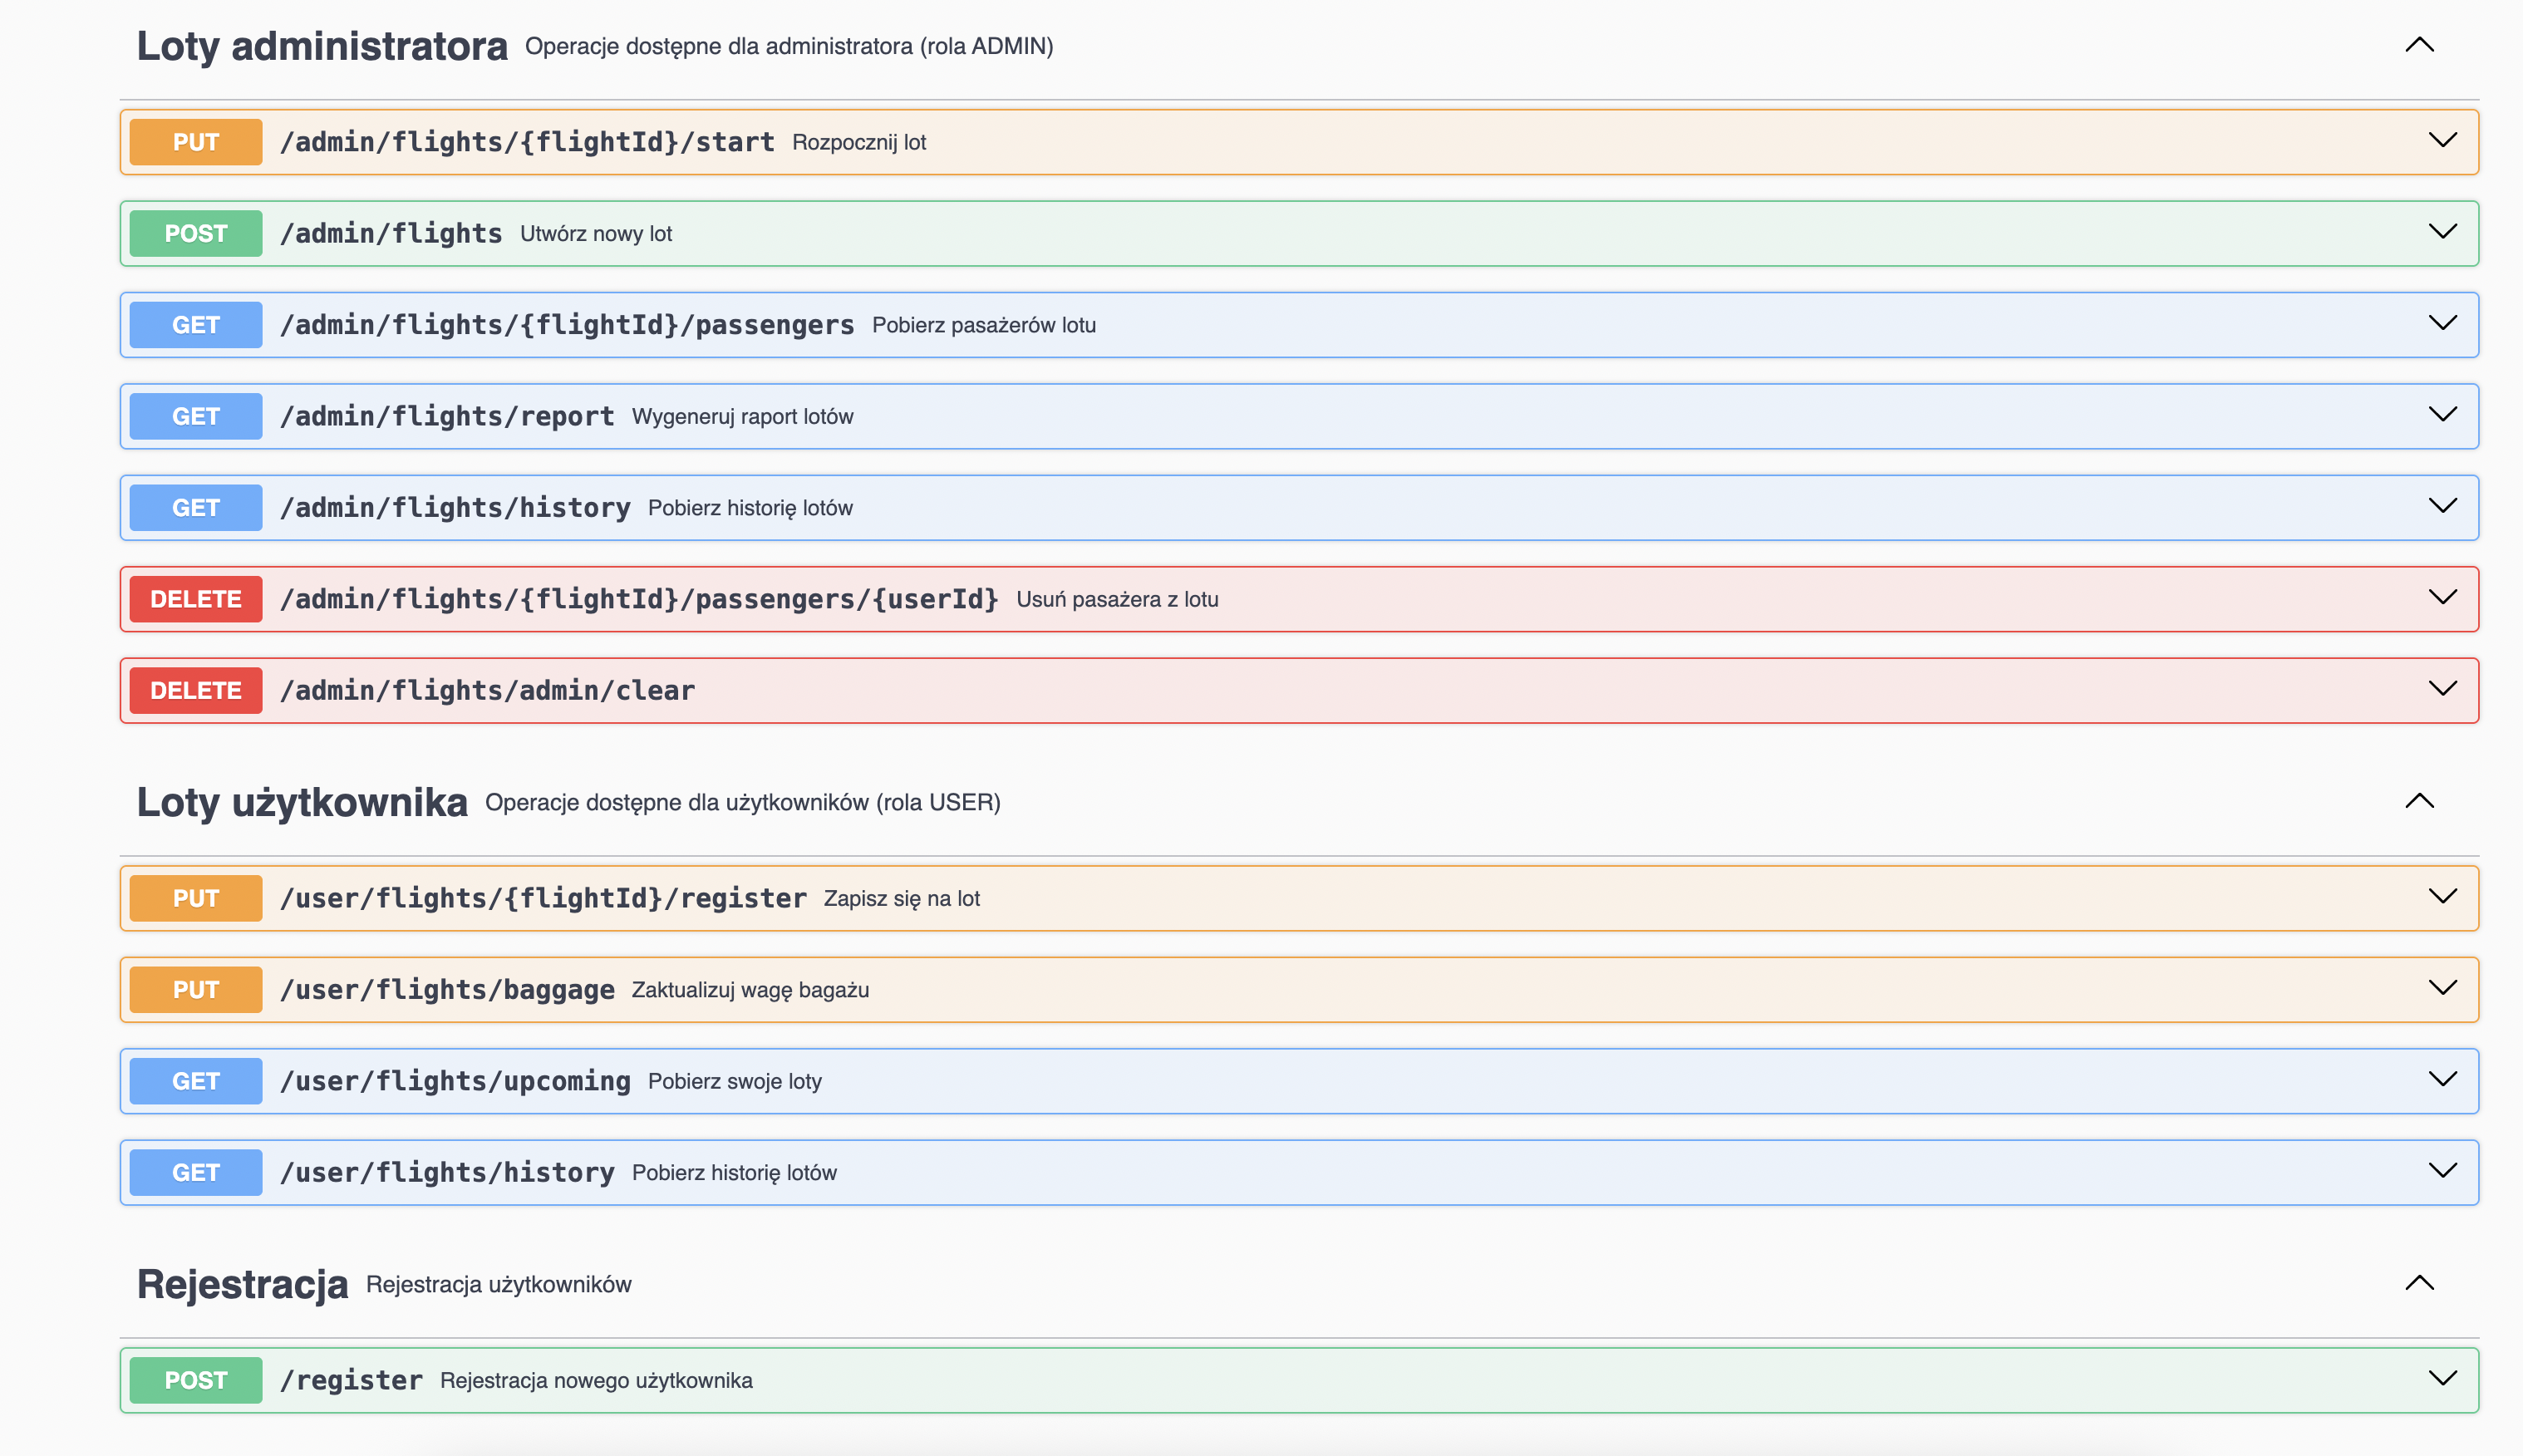 Loty administratora Operacje dostępne dla administratora (rola ADMIN)
PUT /admin/flights/{flightId}/start Rozpocznij lot
POST /admin/flights Utwórz nowy lot
GET /admin/flights/{flightId}/passengers Pobierz pasażerów lotu
GET /admin/flights/report Wygeneruj raport lotów
GET /admin/flights/history Pobierz historię lotów
DELETE /admin/flights/{flightId}/passengers/{userId} Usuń pasażera z lotu
DELETE /admin/flights/admin/clear
Loty użytkownika Operacje dostępne dla użytkowników (rola USER)
PUT /user/flights/{flightId}/register Zapisz się na lot
PUT /user/flights/baggage Zaktualizuj wagę bagażu
GET /user/flights/upcoming Pobierz swoje loty
GET /user/flights/history Pobierz historię lotów
Rejestracja Rejestracja użytkowników
POST /register Rejestracja nowego użytkownika